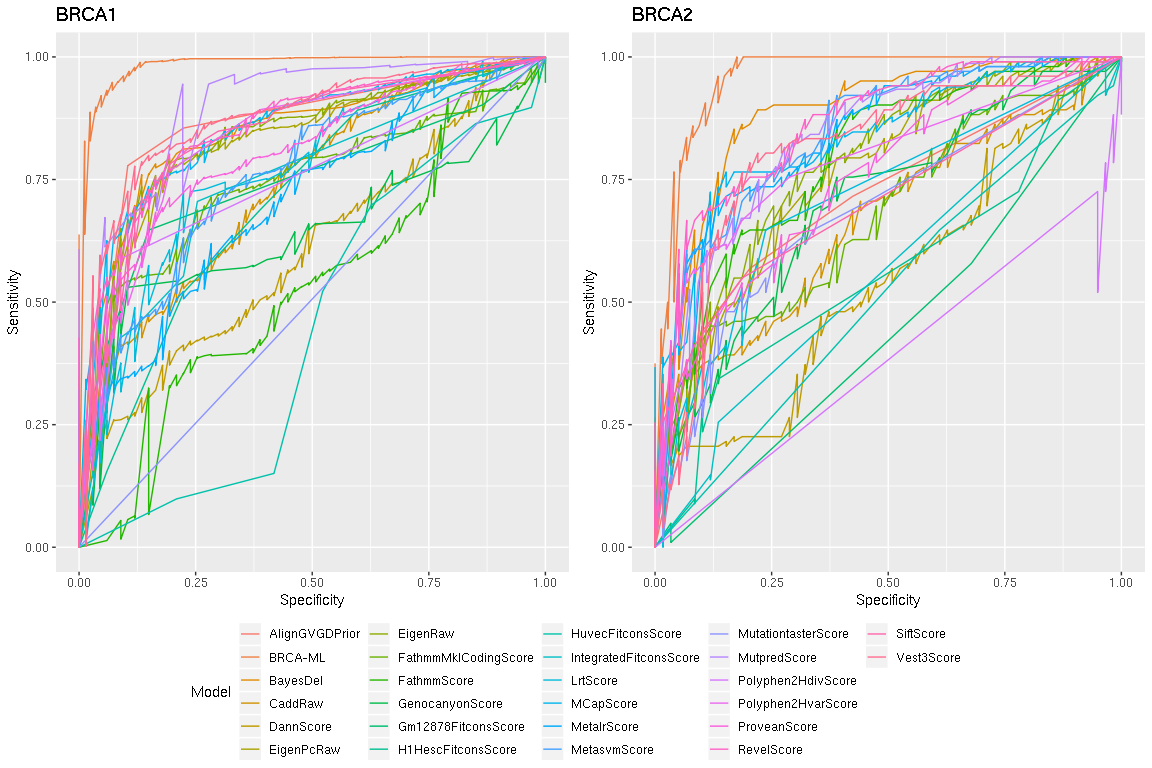 BRCA1
BRCA2
1.00
0.75
0.50
0.25
0.00
Sensitivity
0.00 0.25 0.50 0.75 1.00
Specificity
1.00
0.75
0.50
0.25
0.00
Sensitivity
0.00 0.25 0.50 0.75 1.00
Specificity
Model
AlignGVGDPrior
BRCA-ML
BayesDel
CaddRaw
DannScore
EigenPcRaw
EigenRaw
FathmmMklCodingScore
FathmmScore
GenocanyonScore
Gm12878FitconsScore
H1HescFitconsScore
HuvecFitconsScore
IntegratedFitconsScore
LrtScore
MCapScore
MetalrScore
MetasvmScore
MutationtasterScore
MutpredScore
Polyphen2HdivScore
Polyphen2HvarScore
ProveanScore
RevelScore
SiftScore
Vest3Score